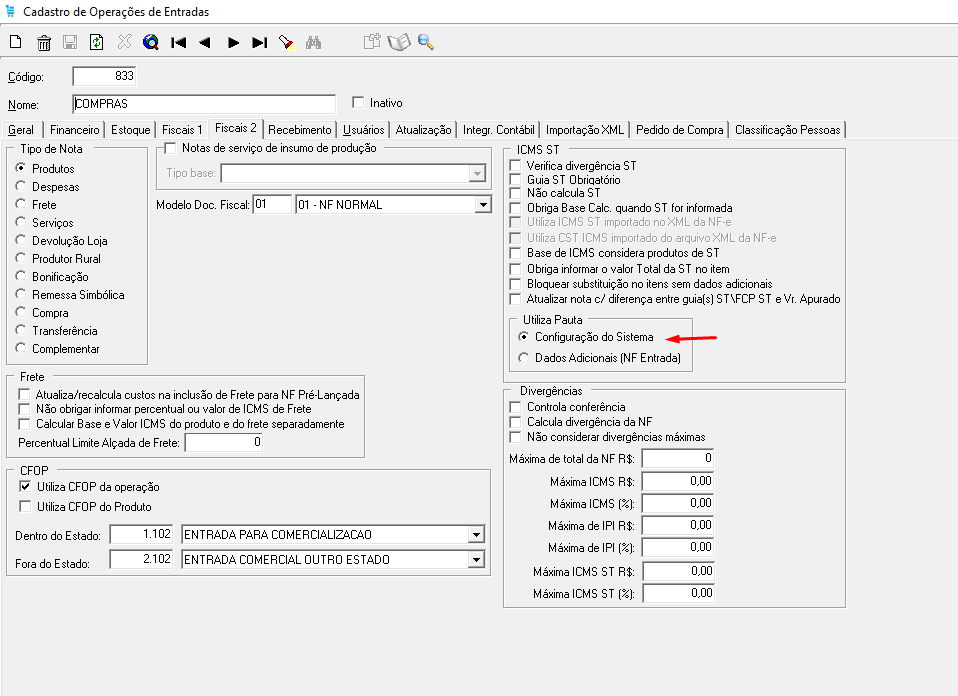 Cadastro de Operações de Entradas
Código: 833
Nome: COMPRAS Inativo
Geral Financeiro Estoque Fiscais 1 Fiscais 2 Recebimento Usuários Atualização Integr. Contábil Importação XML Pedido de Compra Classificação Pessoas
Tipo de Nota
Produtos
Despesas
Frete
Serviços
Devolução Loja
Produtor Rural
Bonificação
Remessa Simbólica
Compra
Transferência
Complementar
Notas de serviço de insumo de produção
Tipo base:
Modelo Doc. Fiscal: 01 01 - NF NORMAL
Frete
Atualiza/recalcula custos na inclusão de Frete para NF Pré-Lançada
Não obrigar informar percentual ou valor de ICMS de Frete
Calcular Base e Valor ICMS do produto e do frete separadamente
Percentual Limite Alçada de Frete: 0
CFOP
Utiliza CFOP da operação
Utiliza CFOP do Produto
Dentro do Estado: 1.102 ENTRADA PARA COMERCIALIZACAO
Fora do Estado: 2.102 ENTRADA COMERCIAL OUTRO ESTADO
ICMS ST
Verifica divergência ST
Guia ST Obrigatório
Não calcula ST
Obriga Base Calc. quando ST for informada
Utiliza ICMS ST importado no XML da NF-e
Utiliza CST ICMS importado do arquivo XML da NF-e
Base de ICMS considera produtos de ST
Obriga informar o valor Total da ST no item
Bloquear substituição no itens sem dados adicionais
Atualizar nota c/ diferença entre guia(s) ST\FCP ST e Vr. Apurado
Utiliza Pauta
Configuração do Sistema
Dados Adicionais (NF Entrada)
Divergências
Controla conferência
Calcula divergência da NF
Não considerar divergências máximas
Máxima de total da NF R$: 0
Máxima ICMS R$: 0,00
Máxima ICMS (%): 0,00
Máxima de IPI R$: 0,00
Máxima de IPI (%): 0,00
Máxima ICMS ST R$: 0,00
Máxima ICMS ST (%): 0,00